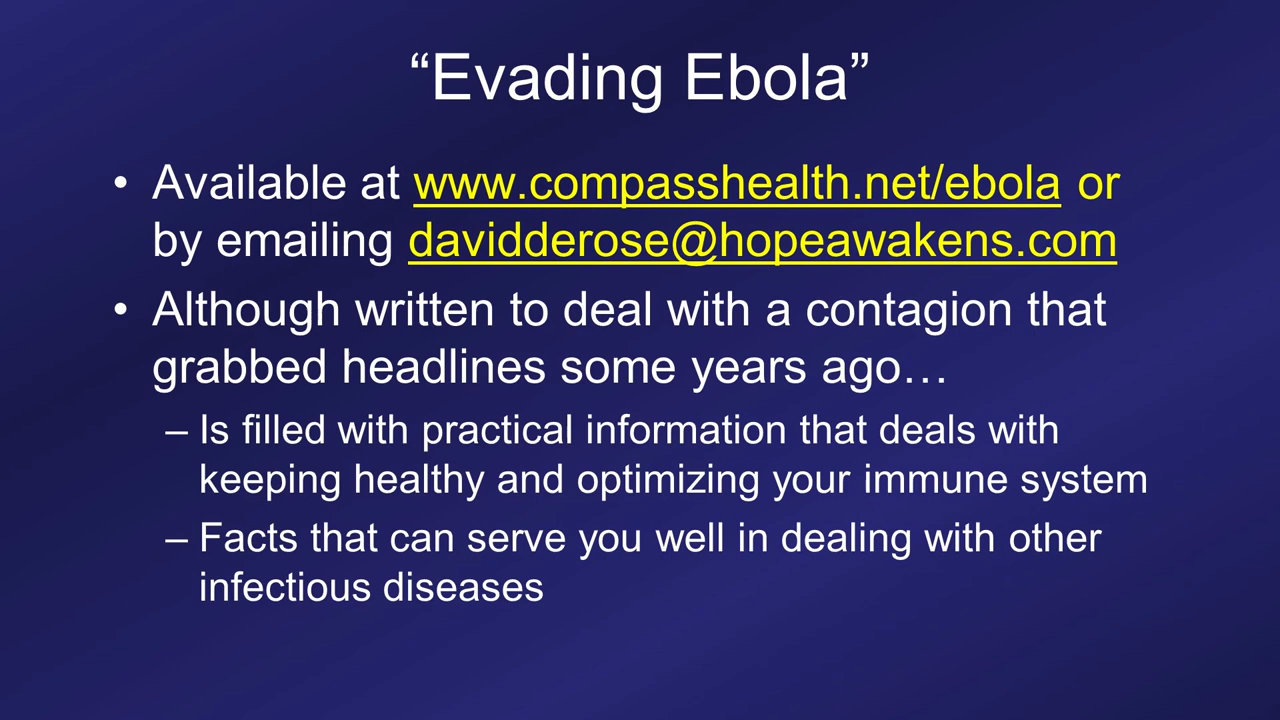 “Evading Ebola”
• Available at www.compasshealth.net/ebola or
by emailing davidderose@hopeawakens.com
• Although written to deal with a contagion that
grabbed headlines some years ago…
– Is filled with practical information that deals with
keeping healthy and optimizing your immune system
– Facts that can serve you well in dealing with other
infectious diseases